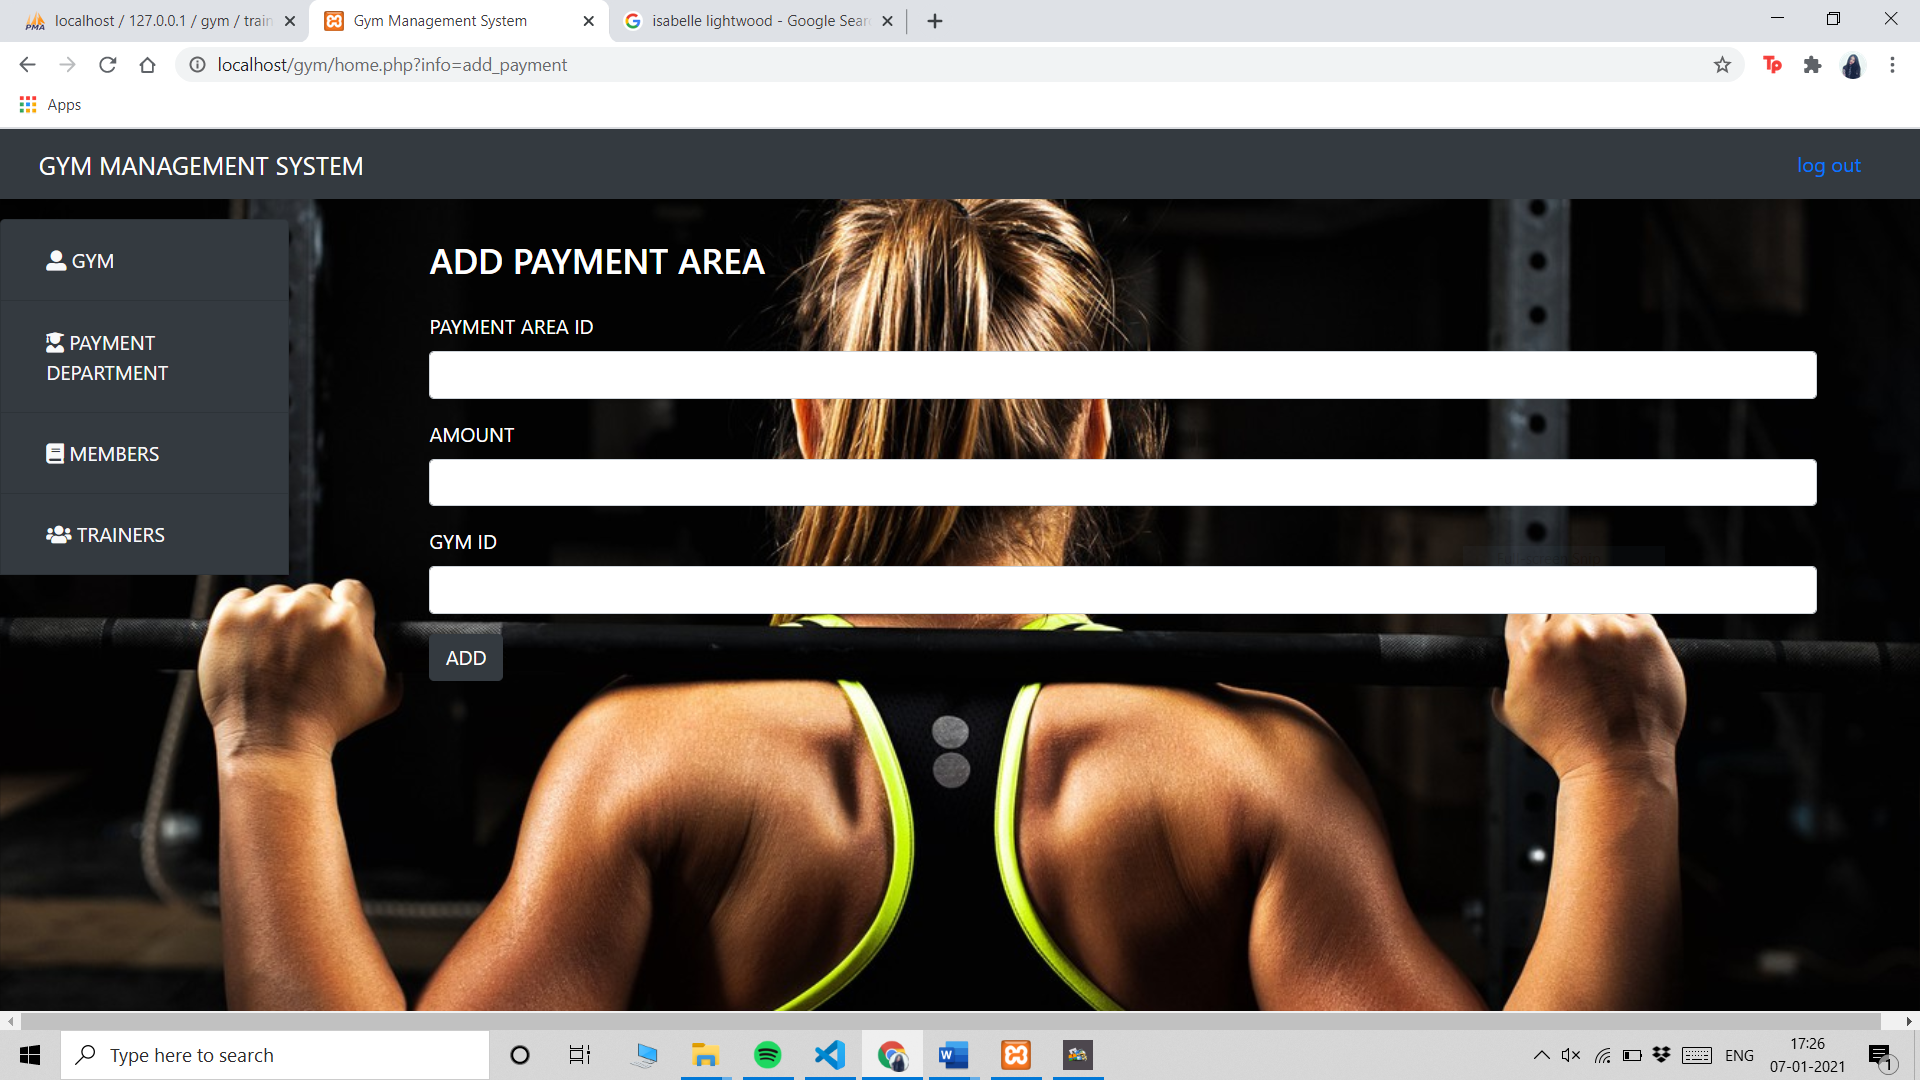 localhost / 127.0.0.1 / gym / train
Gym Management System
isabelle lightwood - Google Sear
localhost/gym/home.php?info=add_payment
Apps
GYM MANAGEMENT SYSTEM
log out
GYM
PAYMENT
DEPARTMENT
MEMBERS
TRAINERS
ADD PAYMENT AREA
PAYMENT AREA ID
AMOUNT
GYM ID
ADD
Type here to search
ENG
17:26
07-01-2021
1